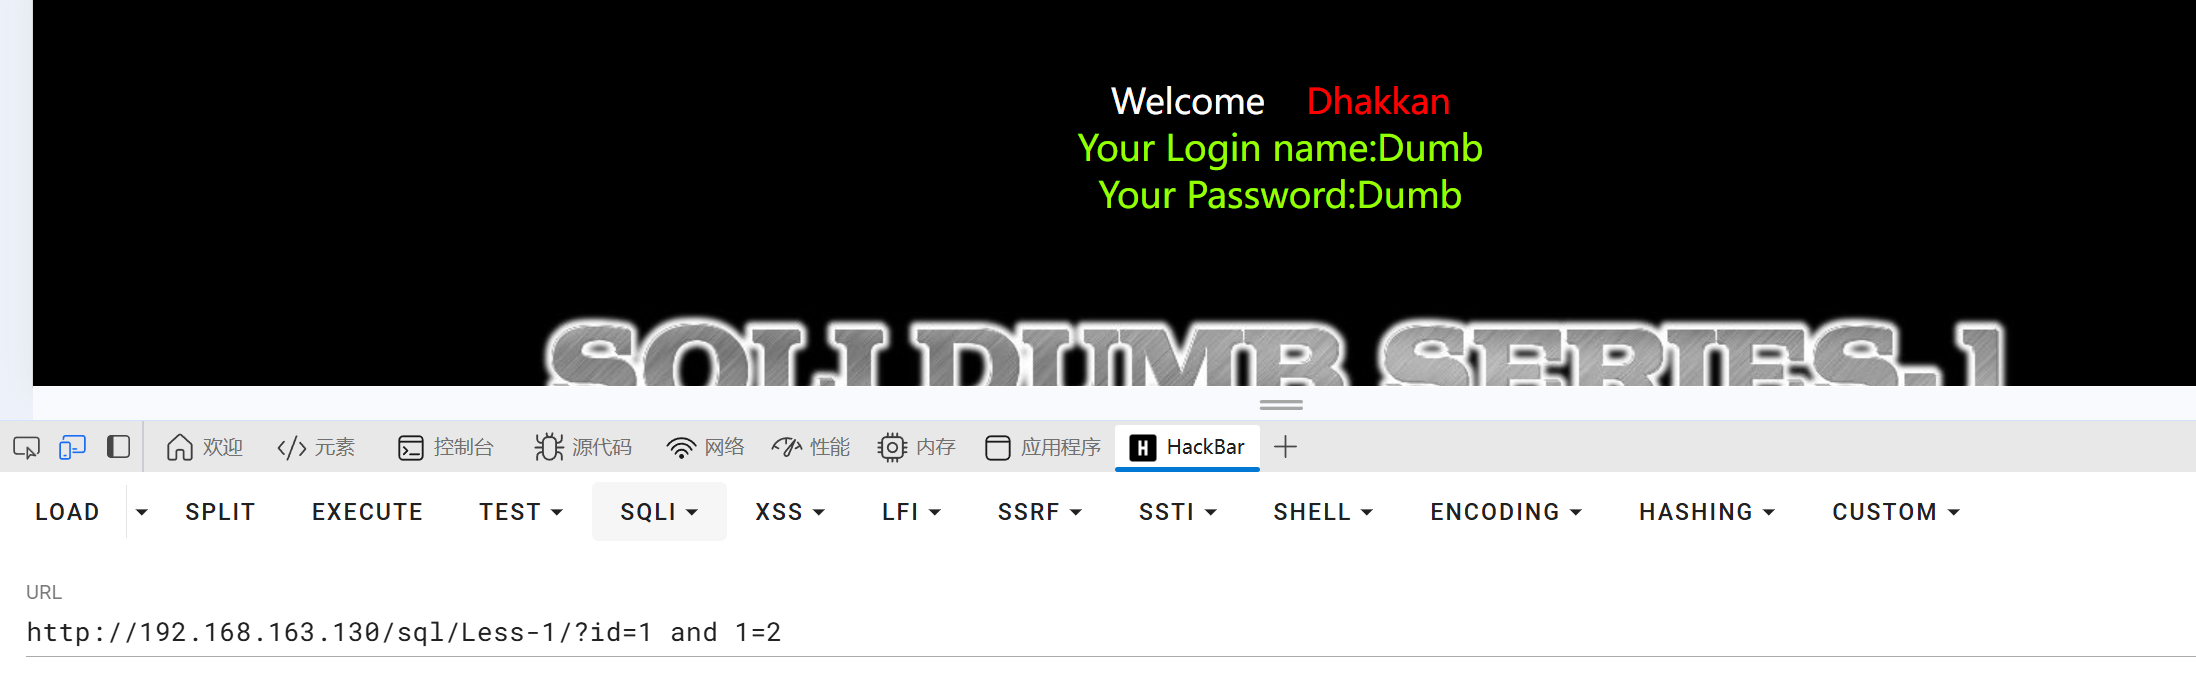 Welcome Dhakkan
Your Login name:Dumb
Your Password:Dumb
SQLI DUMB SERIES-1
欢迎 元素 控制台 源代码 网络 性能 内存 应用程序 HackBar
LOAD SPLIT EXECUTE TEST SQLI XSS LFI SSRF SSTI SHELL ENCODING HASHING CUSTOM
URL
http://192.168.163.130/sql/Less-1/?id=1 and 1=2